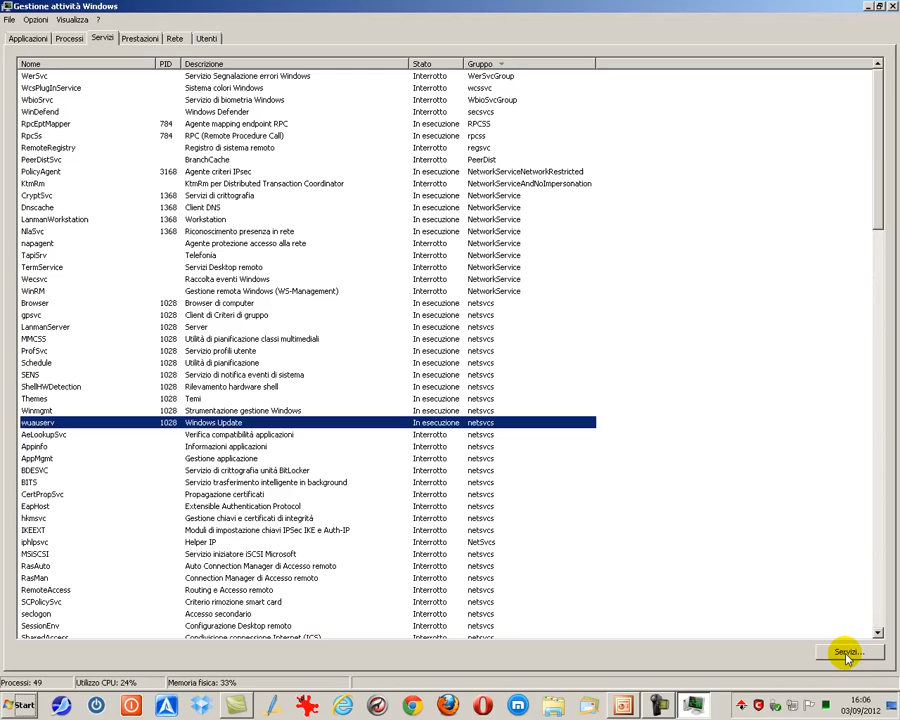 Gestione attività Windows
File Opzioni Visualizza ?
Applicazioni Processi Servizi Prestazioni Rete Utenti
Nome PID Descrizione Stato Gruppo
WerSvc Servizio Segnalazione errori Windows Interrotto WerSvcGroup
WcsPlugInService Sistema colori Windows Interrotto wcssvc
WbioSrvc Servizio di biometria Windows Interrotto WbioSvcGroup
WinDefend Windows Defender Interrotto secsvcs
RpcEptMapper 784 Agente mapping endpoint RPC In esecuzione RPCSS
RpcSs 784 RPC (Remote Procedure Call) In esecuzione rpcss
RemoteRegistry Registro di sistema remoto Interrotto regsvc
PeerDistSvc BranchCache Interrotto PeerDist
PolicyAgent 3168 Agente criteri IPsec In esecuzione NetworkServiceNetworkRestricted
KtmRm KtmRm per Distributed Transaction Coordinator Interrotto NetworkServiceAndNoImpersonation
CryptSvc 1368 Servizi di crittografia In esecuzione NetworkService
Dnscache 1368 Client DNS In esecuzione NetworkService
LanmanWorkstation 1368 Workstation In esecuzione NetworkService
NlaSvc 1368 Riconoscimento presenza in rete In esecuzione NetworkService
napagent Agente protezione accesso alla rete Interrotto NetworkService
TapiSrv Telefonia Interrotto NetworkService
TermService Servizi Desktop remoto Interrotto NetworkService
Wecsvc Raccolta eventi Windows Interrotto NetworkService
WinRM Gestione remota Windows (WS-Management) Interrotto NetworkService
Browser 1028 Browser di computer In esecuzione netsvcs
gpsvc 1028 Client di Criteri di gruppo In esecuzione netsvcs
LanmanServer 1028 Server In esecuzione netsvcs
MMCSS 1028 Utilità di pianificazione classi multimediali In esecuzione netsvcs
ProfSvc 1028 Servizio profili utente In esecuzione netsvcs
Schedule 1028 Utilità di pianificazione In esecuzione netsvcs
SENS 1028 Servizio di notifica eventi di sistema In esecuzione netsvcs
ShellHWDetection 1028 Rilevamento hardware shell In esecuzione netsvcs
Themes 1028 Temi In esecuzione netsvcs
Winmgmt 1028 Strumentazione gestione Windows In esecuzione netsvcs
wuauserv 1028 Windows Update In esecuzione netsvcs
AeLookupSvc Verifica compatibilità applicazioni Interrotto netsvcs
Appinfo Informazioni applicazioni Interrotto netsvcs
AppMgmt Gestione applicazione Interrotto netsvcs
BDESVC Servizio di crittografia unità BitLocker Interrotto netsvcs
BITS Servizio trasferimento intelligente in background Interrotto netsvcs
CertPropSvc Propagazione certificati Interrotto netsvcs
EapHost Extensible Authentication Protocol Interrotto netsvcs
hkmsvc Gestione chiavi e certificati di integrità Interrotto netsvcs
IKEEXT Moduli di impostazione chiavi IPSec IKE e Auth-IP Interrotto netsvcs
iphlpsvc Helper IP Interrotto NetSvcs
MSiSCSI Servizio iniziatore iSCSI Microsoft Interrotto netsvcs
RasAuto Auto Connection Manager di Accesso remoto Interrotto netsvcs
RasMan Connection Manager di Accesso remoto Interrotto netsvcs
RemoteAccess Routing e Accesso remoto Interrotto netsvcs
SCPolicySvc Criterio rimozione smart card Interrotto netsvcs
seclogon Accesso secondario Interrotto netsvcs
SessionEnv Configurazione Desktop remoto Interrotto netsvcs
SharedAccess Condivisione connessione Internet (ICS) Interrotto netsvcs
Servizi...
Processi: 49 Utilizzo CPU: 24% Memoria fisica: 33%
Start
16:06
03/09/2012